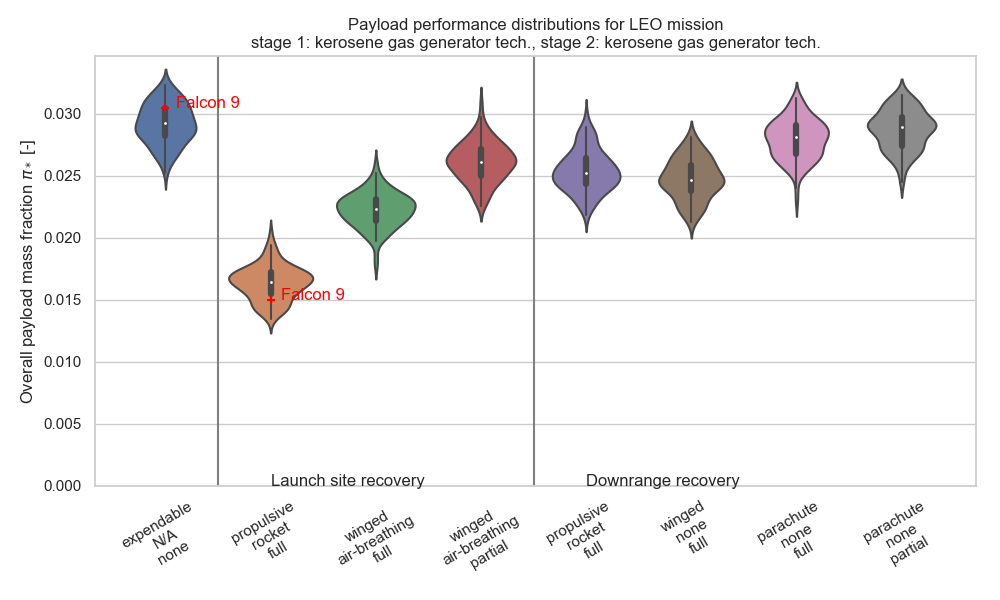 Payload performance distributions for LEO mission
stage 1: kerosene gas generator tech., stage 2: kerosene gas generator tech.
Overall payload mass fraction π* [-]
0.030
0.025
0.020
0.015
0.010
0.005
0.000
Falcon 9
Falcon 9
Launch site recovery
Downrange recovery
expendable
N/A
none
propulsive
rocket
full
winged
air-breathing
full
winged
air-breathing
partial
propulsive
rocket
full
winged
none
full
parachute
none
full
parachute
none
partial